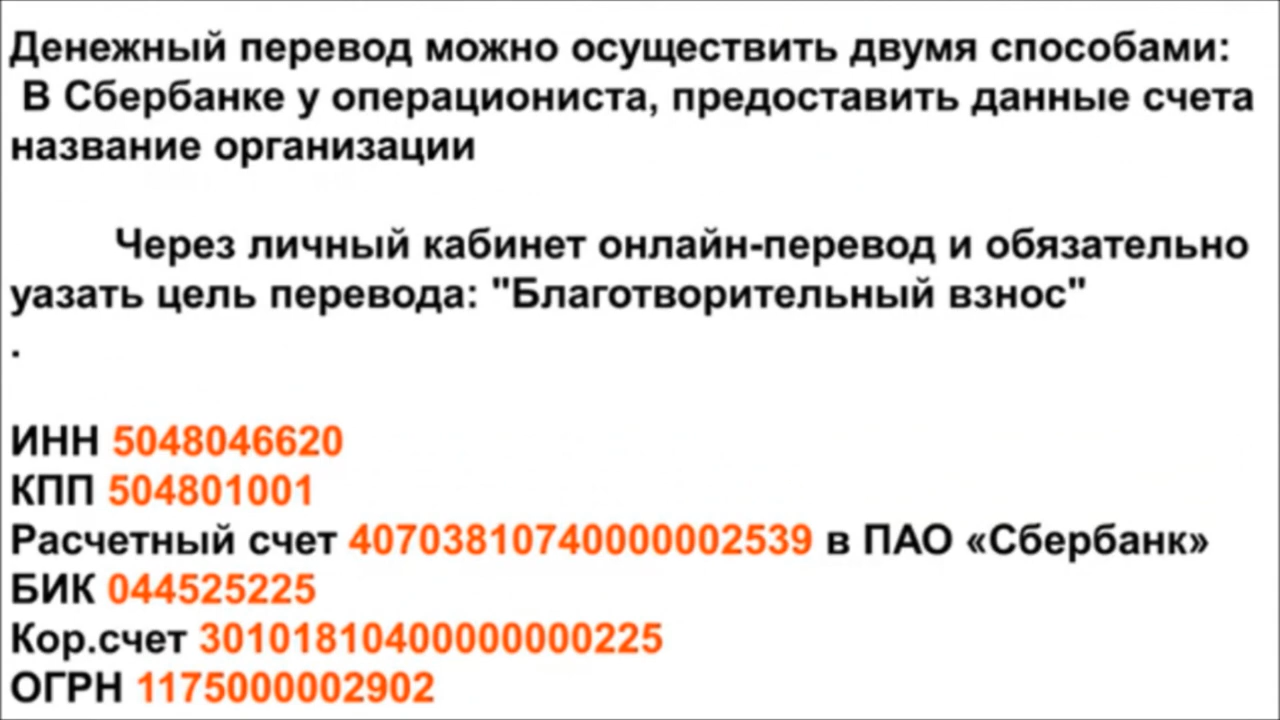 Денежный перевод можно осуществить двумя способами:
В Сбербанке у операциониста, предоставить данные счета
название организации
Через личный кабинет онлайн-перевод и обязательно
уазать цель перевода: "Благотворительный взнос"
.
ИНН 5048046620
КПП 504801001
Расчетный счет 40703810740000002539 в ПАО «Сбербанк»
БИК 044525225
Кор.счет 30101810400000000225
ОГРН 1175000002902